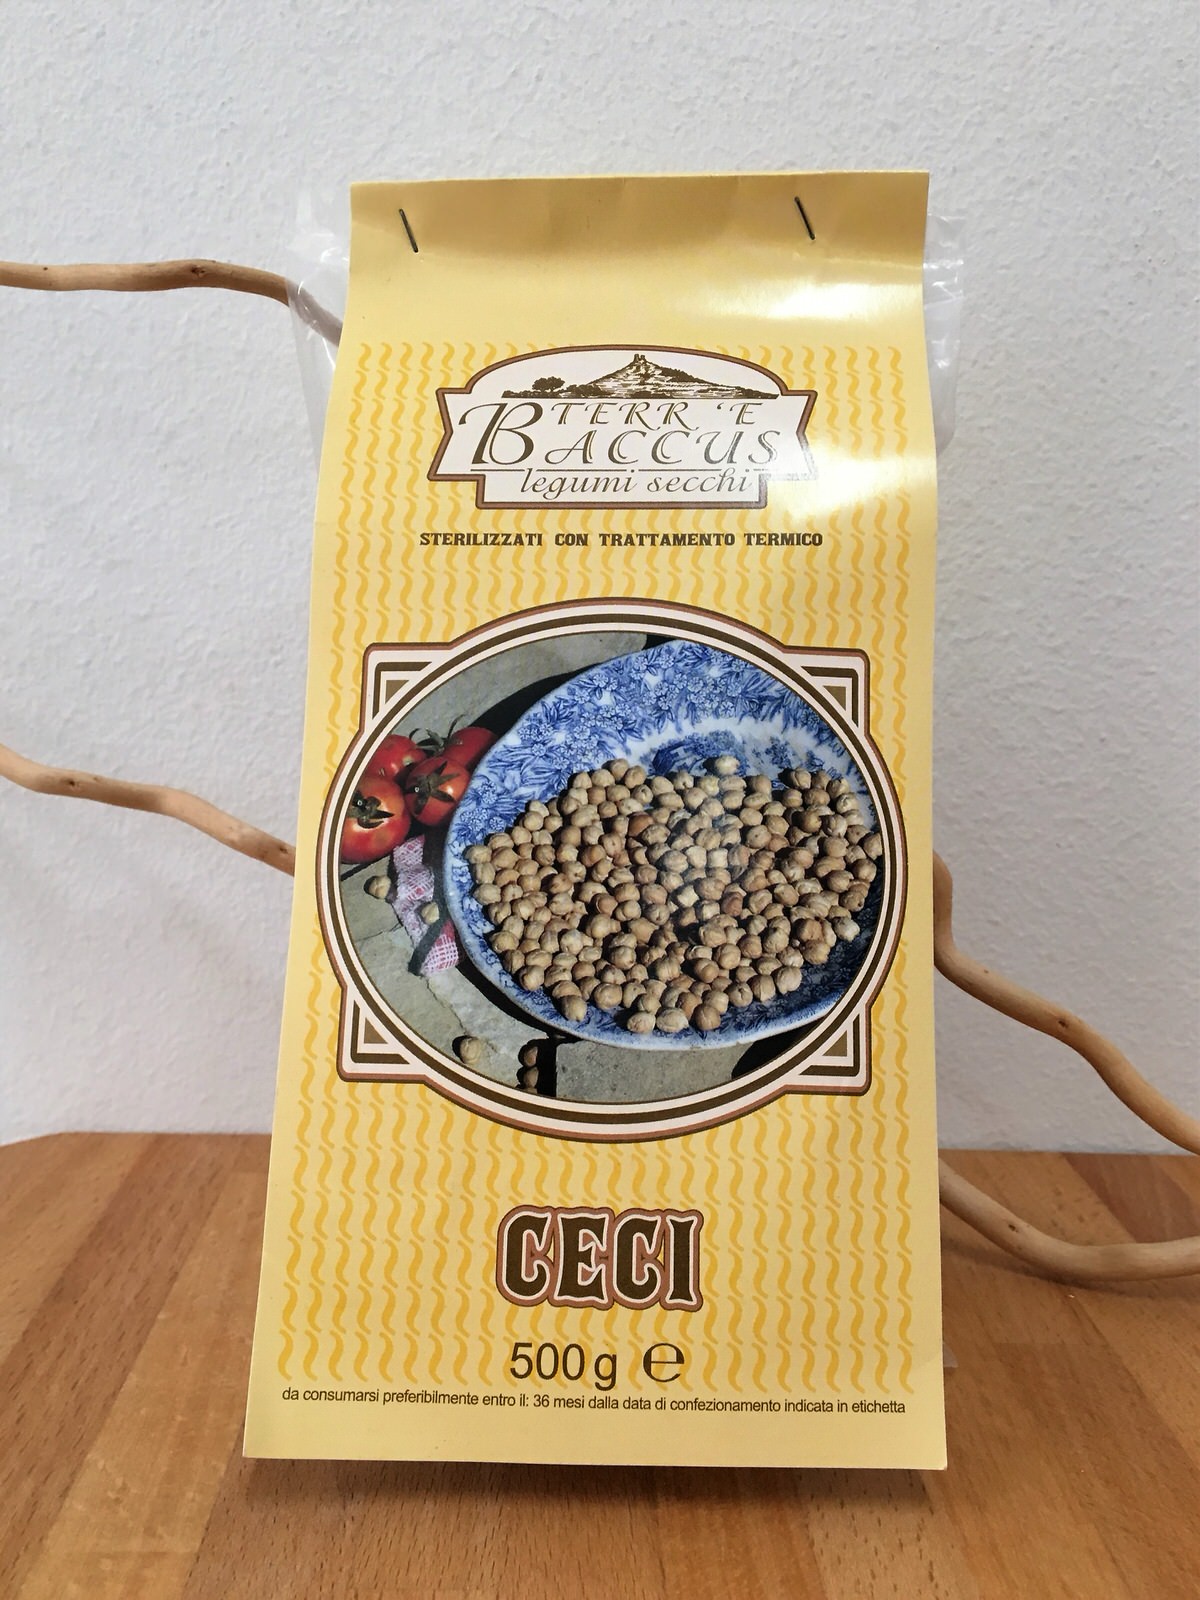 TERR 'E
BACCUS
legumi secchi
STERILIZZATI CON TRATTAMENTO TERMICO
CECI
500g ℮
da consumarsi preferibilmente entro il: 36 mesi dalla data di confezionamento indicata in etichetta